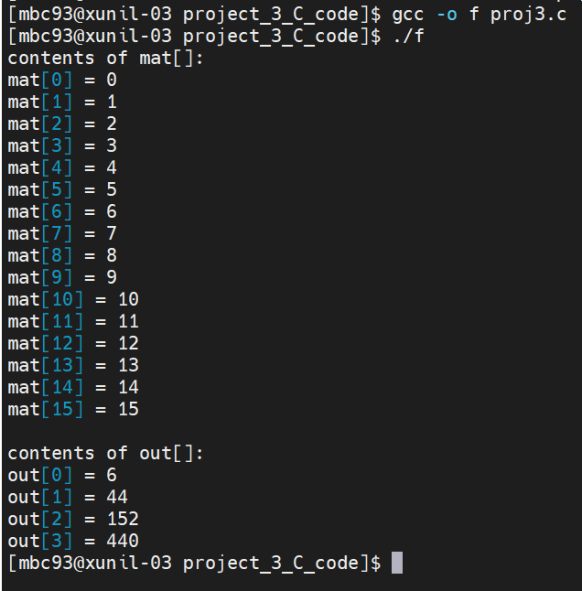 [mbc93@xunil-03 project_3_C_code]$ gcc -o f proj3.c
[mbc93@xunil-03 project_3_C_code]$ ./f
contents of mat[]:
mat[0] = 0
mat[1] = 1
mat[2] = 2
mat[3] = 3
mat[4] = 4
mat[5] = 5
mat[6] = 6
mat[7] = 7
mat[8] = 8
mat[9] = 9
mat[10] = 10
mat[11] = 11
mat[12] = 12
mat[13] = 13
mat[14] = 14
mat[15] = 15
contents of out[]:
out[0] = 6
out[1] = 44
out[2] = 152
out[3] = 440
[mbc93@xunil-03 project_3_C_code]$